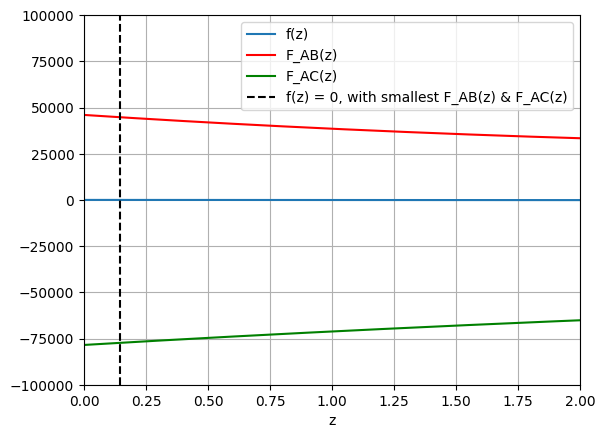 100000
75000
50000
25000
0
−25000
−50000
−75000
−100000
f(z)
F_AB(z)
F_AC(z)
f(z) = 0, with smallest F_AB(z) & F_AC(z)
0.00 0.25 0.50 0.75 1.00 1.25 1.50 1.75 2.00
z